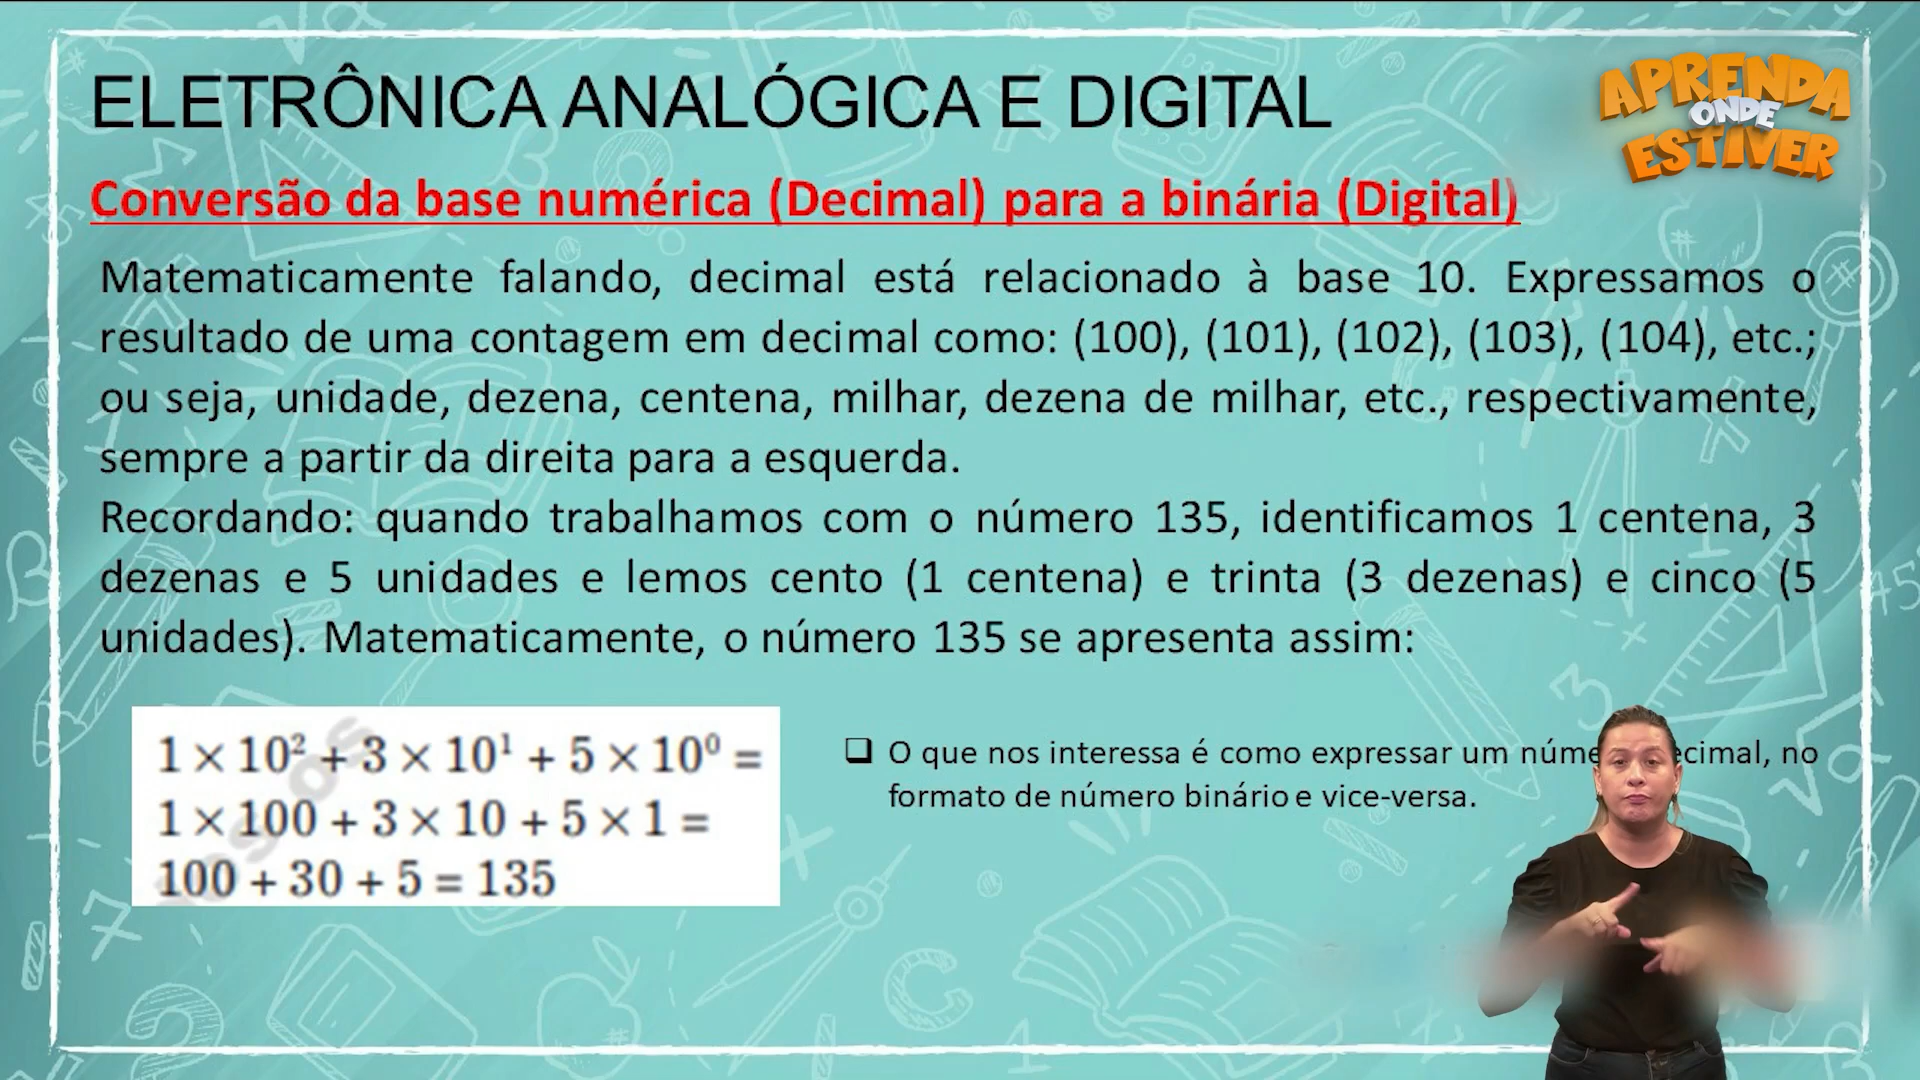 ELETRÔNICA ANALÓGICA E DIGITAL
APRENDA
ONDE
ESTIVER
Conversão da base numérica (Decimal) para a binária (Digital)
Matematicamente falando, decimal está relacionado à base 10. Expressamos o
resultado de uma contagem em decimal como: (100), (101), (102), (103), (104), etc.;
ou seja, unidade, dezena, centena, milhar, dezena de milhar, etc., respectivamente,
sempre a partir da direita para a esquerda.
Recordando: quando trabalhamos com o número 135, identificamos 1 centena, 3
dezenas e 5 unidades e lemos cento (1 centena) e trinta (3 dezenas) e cinco (5
unidades). Matematicamente, o número 135 se apresenta assim:
1 × 10² + 3 × 10¹ + 5 × 10⁰ =
1 × 100 + 3 × 10 + 5 × 1 =
100 + 30 + 5 = 135
❑ O que nos interessa é como expressar um núme ecimal, no
formato de número binário e vice-versa.